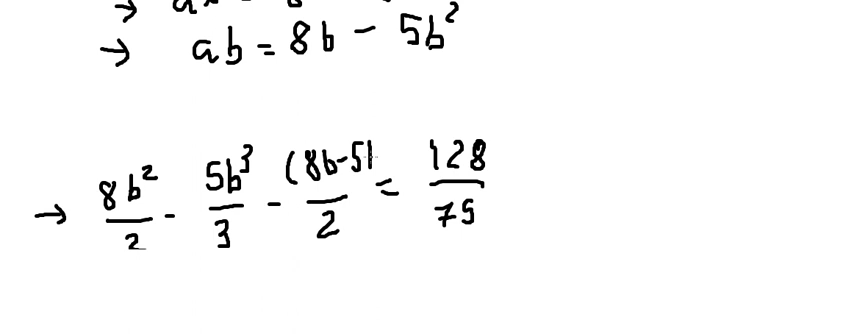 → ab = 8b - 5b²
→ 8b²/2 - 5b³/3 - (8b-5)/2 = 128/75